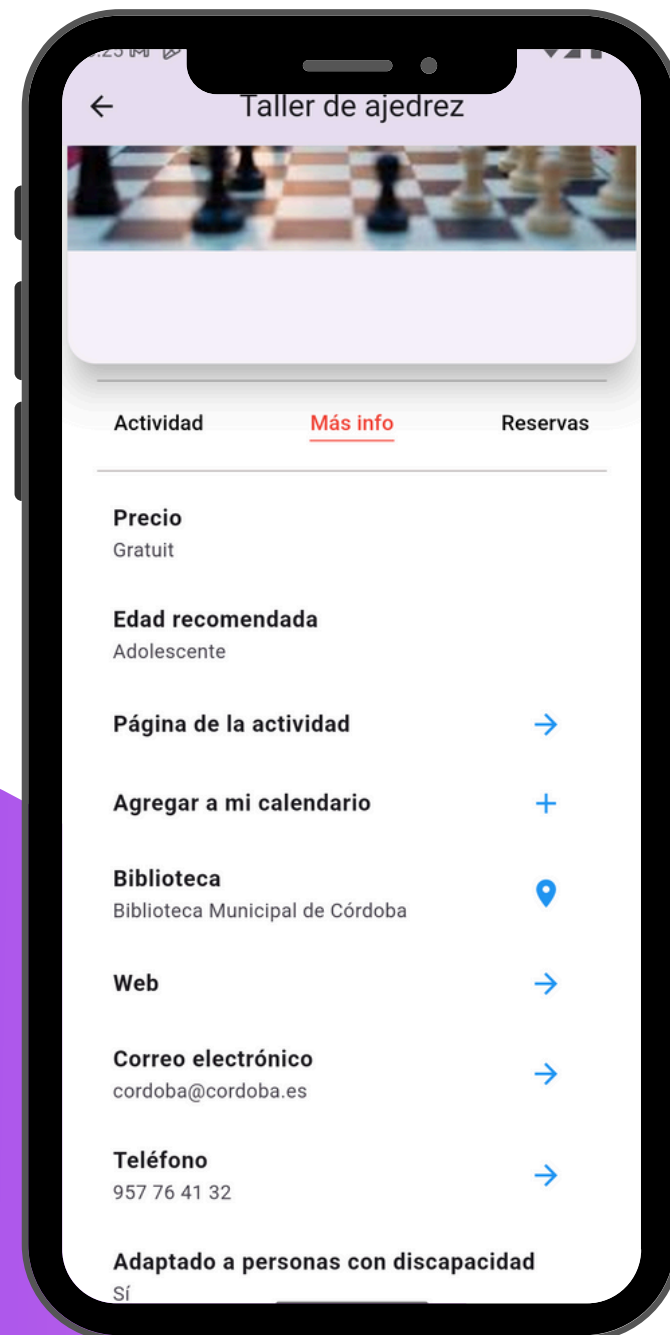 Taller de ajedrez
Actividad
Más info
Reservas
Precio
Gratuit
Edad recomendada
Adolescente
Página de la actividad
Agregar a mi calendario
Biblioteca
Biblioteca Municipal de Córdoba
Web
Correo electrónico
cordoba@cordoba.es
Teléfono
957 76 41 32
Adaptado a personas con discapacidad
Sí